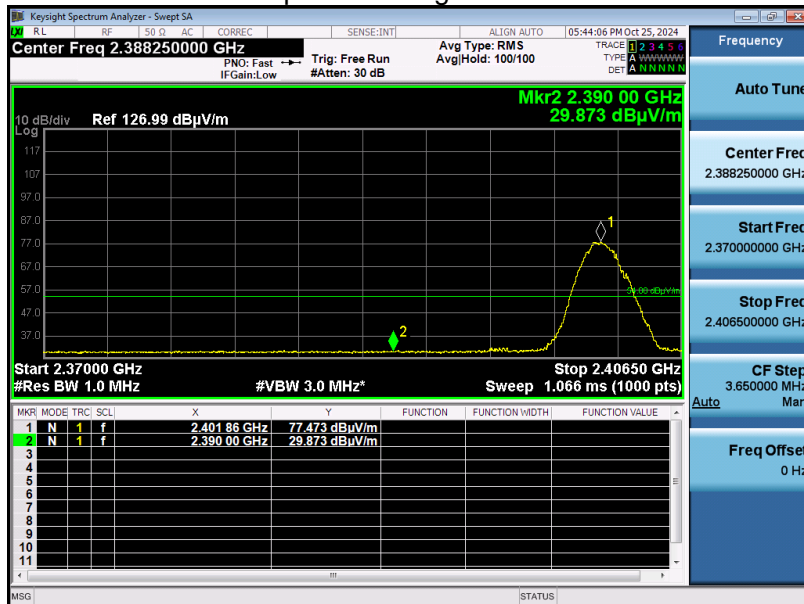 Keysight Spectrum Analyzer - Swept SA
RL RF 50 Ω AC CORREC SENSE:INT ALIGN AUTO 05:44:06 PM Oct 25, 2024
Center Freq 2.388250000 GHz
PNO: Fast
IFGain:Low
Trig: Free Run
#Atten: 30 dB
Avg Type: RMS
Avg|Hold: 100/100
TRACE 1 2 3 4 5 6
TYPE A WWWWW
DET A N N N N N
Mkr2 2.390 00 GHz
29.873 dBµV/m
10 dB/div Ref 126.99 dBµV/m
Log
117
107
97.0
87.0
77.0
67.0
57.0
47.0
37.0
1
2
54.00 dBµV/m
Start 2.37000 GHz Stop 2.40650 GHz
#Res BW 1.0 MHz #VBW 3.0 MHz* Sweep 1.066 ms (1000 pts)
MKR MODE TRC SCL X Y FUNCTION FUNCTION WIDTH FUNCTION VALUE
1 N 1 f 2.401 86 GHz 77.473 dBµV/m
2 N 1 f 2.390 00 GHz 29.873 dBµV/m
3
4
5
6
7
8
9
10
11
MSG STATUS
Frequency
Auto Tune
Center Freq
2.388250000 GHz
Start Freq
2.370000000 GHz
Stop Freq
2.406500000 GHz
CF Step
3.650000 MHz
Auto Man
Freq Offset
0 Hz